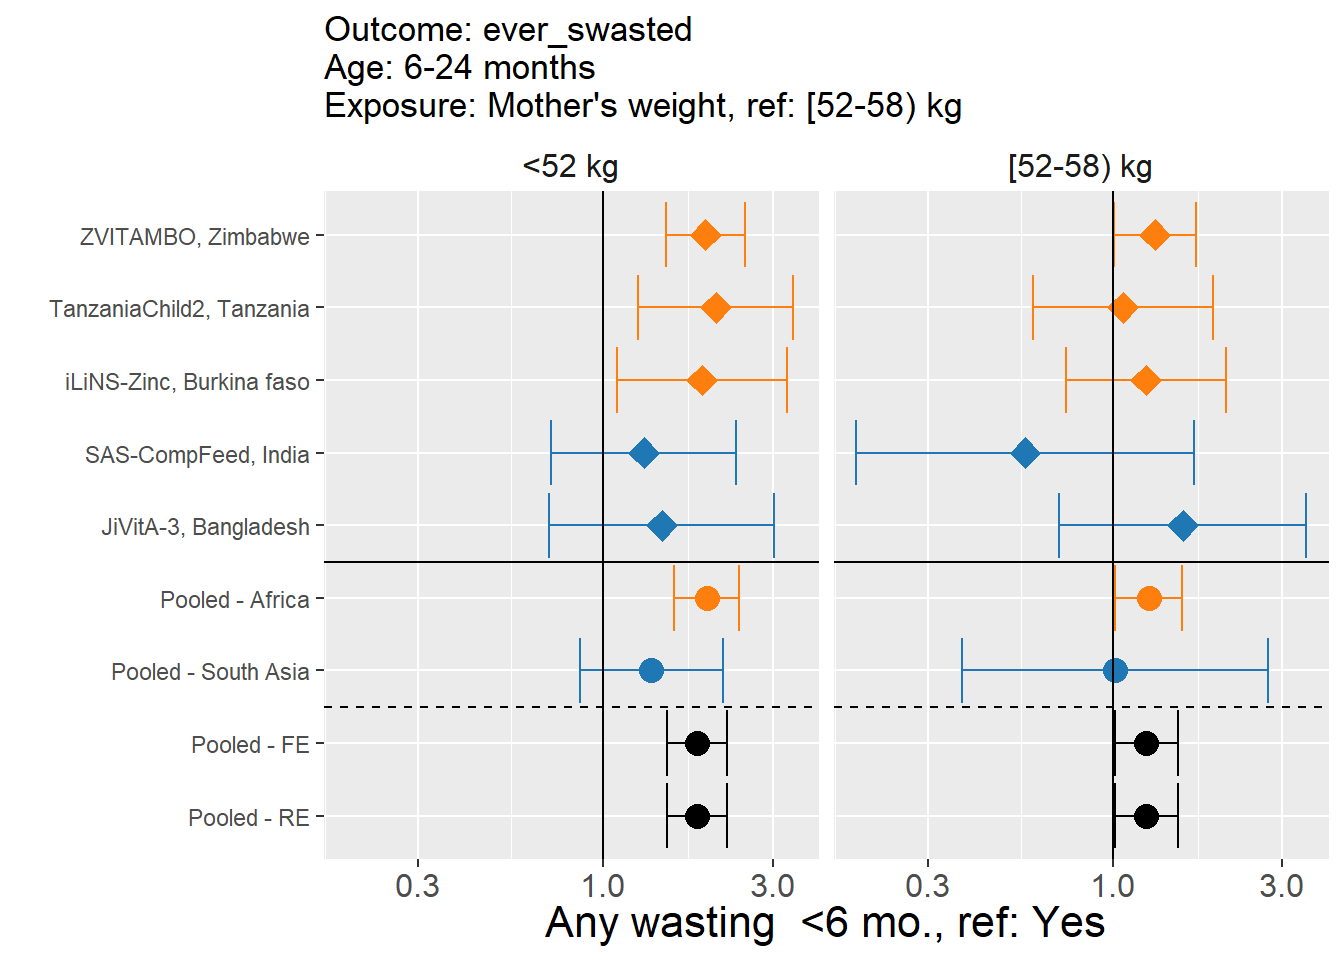 Outcome: ever_swasted
Age: 6-24 months
Exposure: Mother's weight, ref: [52-58) kg
<52 kg
[52-58) kg
ZVITAMBO, Zimbabwe
TanzaniaChild2, Tanzania
iLiNS-Zinc, Burkina faso
SAS-CompFeed, India
JiVitA-3, Bangladesh
Pooled - Africa
Pooled - South Asia
Pooled - FE
Pooled - RE
0.3 1.0 3.0 0.3 1.0 3.0
Any wasting  <6 mo., ref: Yes